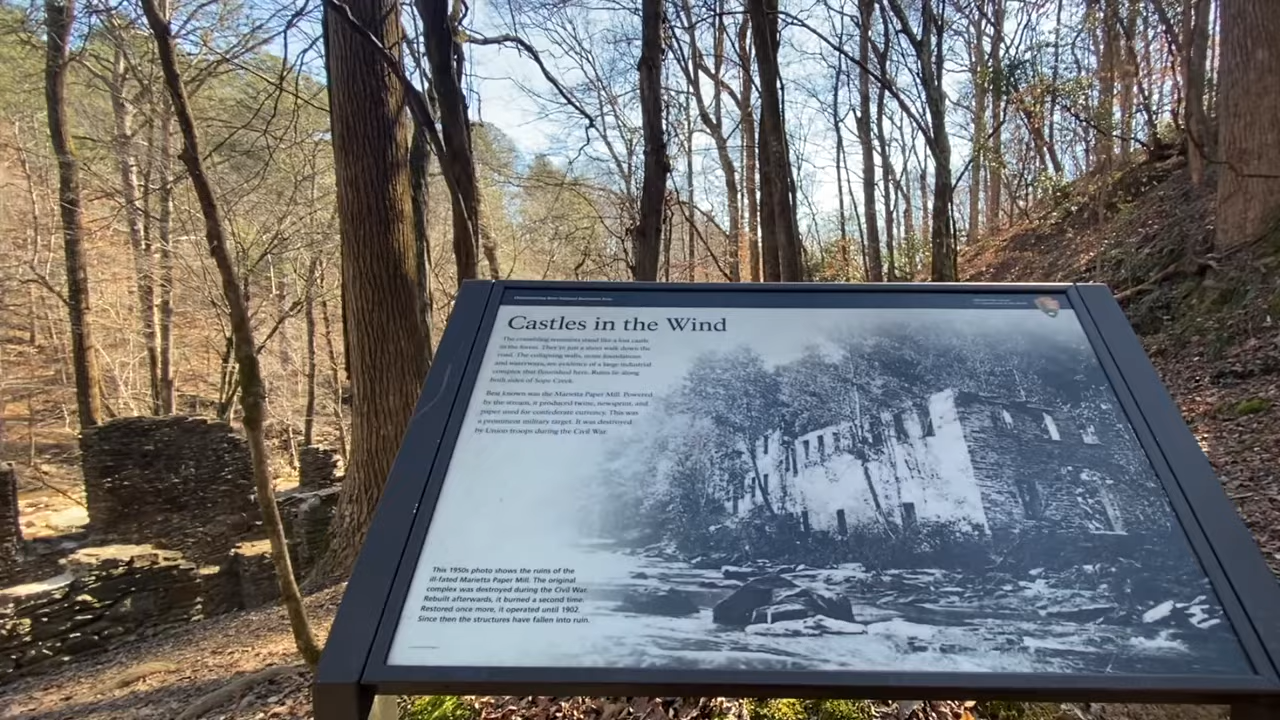 Chattahoochee River National Recreation Area
Castles in the Wind
The crumbling structures stand like a lost castle
in the forest. They're just a short walk down the
road. The collapsing walls, stone foundations
and waterways are evidence of a large industrial
complex that flourished here. Ruins lie along
both sides of Sope Creek.
Best known was the Marietta Paper Mill. Powered
by the stream, it produced twine, newsprint, and
paper used for confederate currency. This was
a prominent military target. It was destroyed
by Union troops during the Civil War.
This 1950s photo shows the ruins of the
ill-fated Marietta Paper Mill. The original
complex was destroyed during the Civil War.
Rebuilt afterwards, it burned a second time.
Restored once more, it operated until 1902.
Since then the structures have fallen into ruin.